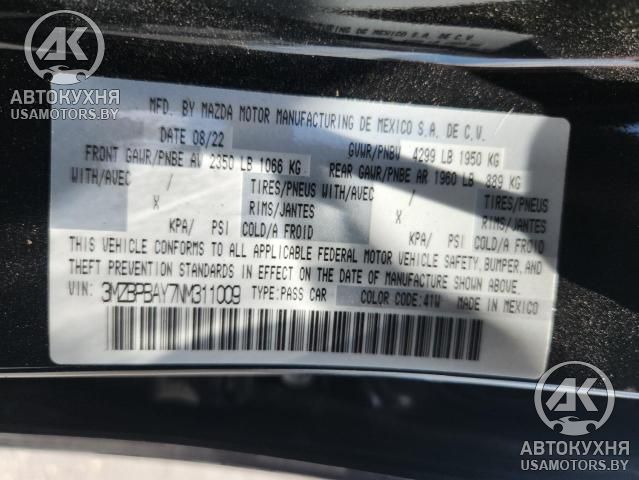 АВТОКУХНЯ
USAMOTORS.BY
MFD. BY MAZDA MOTOR MANUFACTURING DE MEXICO S.A. DE C.V.
DATE 08/22 GVWR/PNBV 4299 LB 1950 KG
FRONT GAWR/PNBE AV 2350 LB 1066 KG REAR GAWR/PNBE AR 1960 LB 889 KG
WITH/AVEC / TIRES/PNEUS WITH/AVEC / TIRES/PNEUS
X RIMS/JANTES X RIMS/JANTES
KPA/ PSI COLD/A FROID KPA/ PSI COLD/A FROID
THIS VEHICLE CONFORMS TO ALL APPLICABLE FEDERAL MOTOR VEHICLE SAFETY, BUMPER, AND
THEFT PREVENTION STANDARDS IN EFFECT ON THE DATE OF MANUFACTURE SHOWN ABOVE.
VIN: 3MZBPBAY7NM311009 TYPE:PASS CAR COLOR CODE:41W MADE IN MEXICO
АК
АВТОКУХНЯ
USAMOTORS.BY